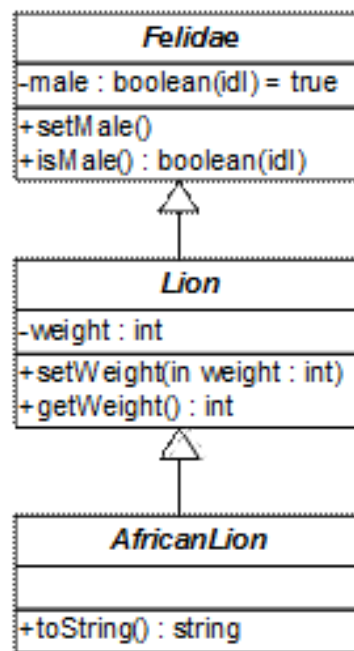 Felidae
-male : boolean(idl) = true
+setMale()
+isMale() : boolean(idl)
Lion
-weight : int
+setWeight(in weight : int)
+getWeight() : int
AfricanLion
+toString() : string